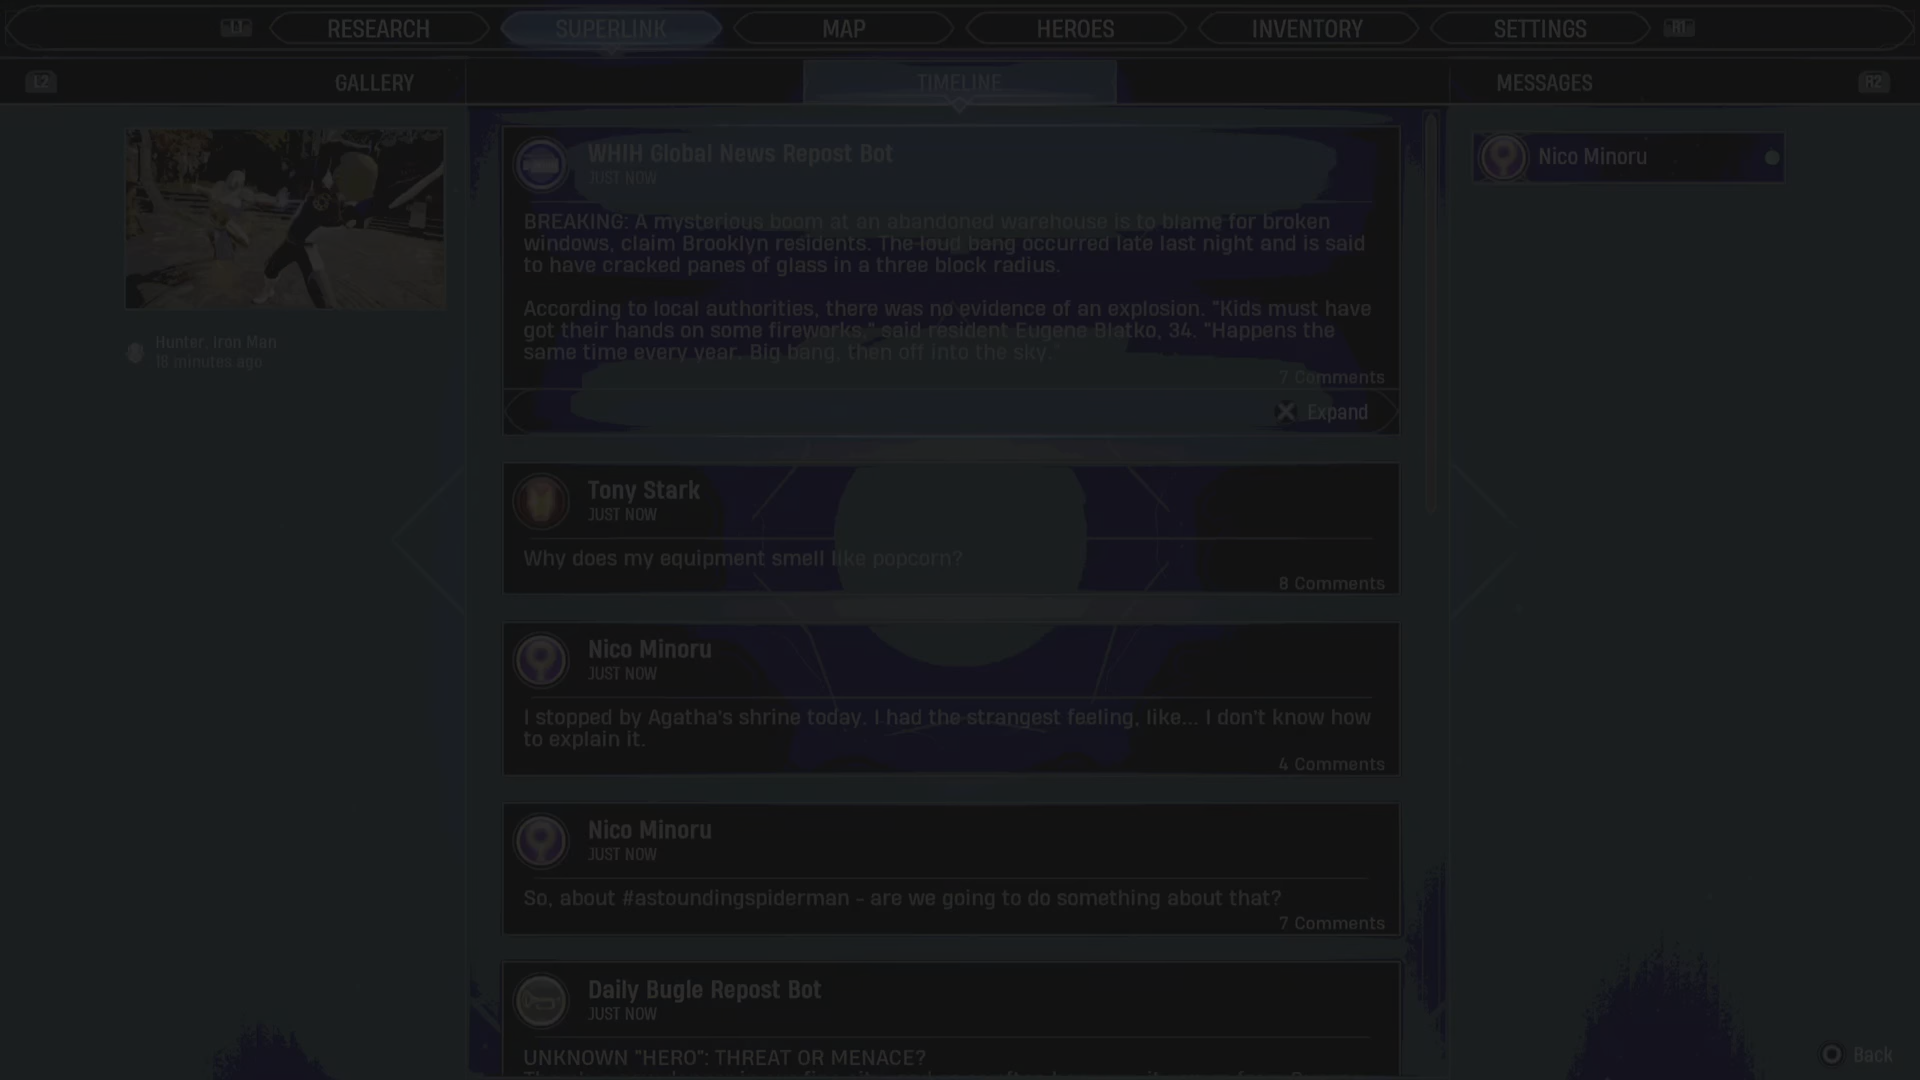 L1 RESEARCH SUPERLINK MAP HEROES INVENTORY SETTINGS R1
L2 GALLERY TIMELINE MESSAGES R2
Hunter, Iron Man
18 minutes ago
WHIH Global News Repost Bot
JUST NOW
BREAKING: A mysterious boom at an abandoned warehouse is to blame for broken
windows, claim Brooklyn residents. The loud bang occurred late last night and is said
to have cracked panes of glass in a three block radius.
According to local authorities, there was no evidence of an explosion. "Kids must have
got their hands on some fireworks," said resident Eugene Blatko, 34. "Happens the
same time every year. Big bang, then off into the sky."
7 Comments
Expand
Tony Stark
JUST NOW
Why does my equipment smell like popcorn?
8 Comments
Nico Minoru
JUST NOW
I stopped by Agatha's shrine today. I had the strangest feeling, like... I don't know how
to explain it.
4 Comments
Nico Minoru
JUST NOW
So, about #astoundingspiderman - are we going to do something about that?
7 Comments
Daily Bugle Repost Bot
JUST NOW
UNKNOWN "HERO": THREAT OR MENACE?
Nico Minoru
Back